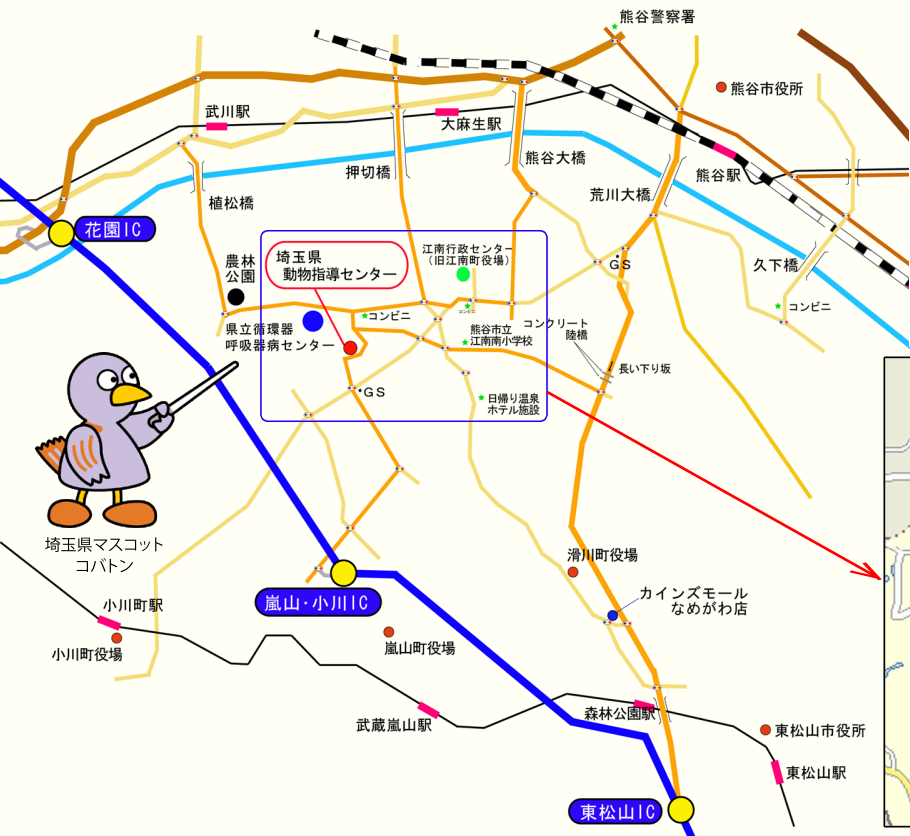 熊谷警察署
熊谷市役所
武川駅
大麻生駅
熊谷大橋
押切橋
熊谷駅
植松橋
荒川大橋
花園IC
久下橋
江南行政センター
(旧江南町役場)
埼玉県
動物指導センター
農林
公園
GS
コンビニ
コンビニ
コンビニ
県立循環器
呼吸器病センター
熊谷市立
江南南小学校
コンクリート
陸橋
長い下り坂
GS
日帰り温泉
ホテル施設
埼玉県マスコット
コバトン
滑川町役場
嵐山・小川IC
カインズモール
なめがわ店
小川町駅
小川町役場
嵐山町役場
武蔵嵐山駅
森林公園駅
東松山市役所
東松山駅
東松山IC